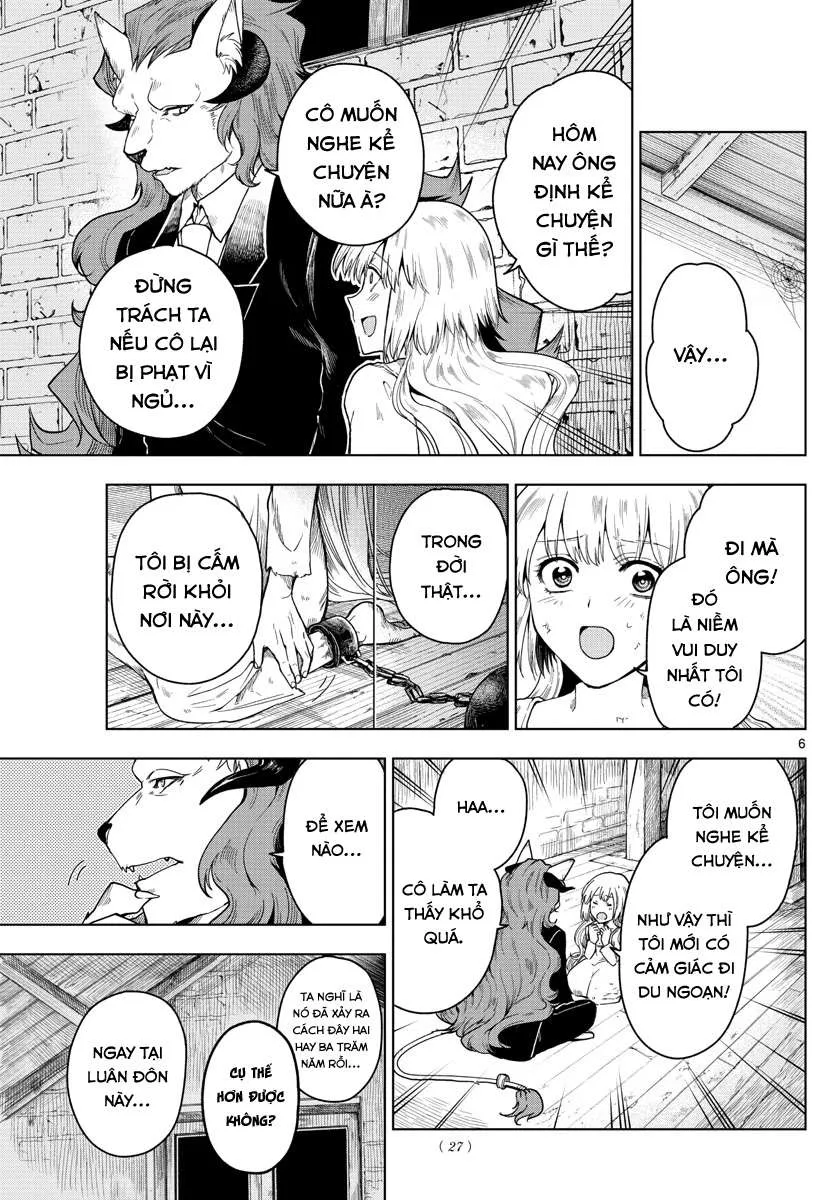 VẬY...
HÔM
NAY ÔNG
ĐỊNH KỂ
CHUYỆN
GÌ THẾ?
CÔ MUỐN
NGHE KỂ
CHUYỆN
NỮA À?
ĐỪNG
TRÁCH TA
NẾU CÔ LẠI
BỊ PHẠT VÌ
NGỦ...
ĐI MÀ
ÔNG!
ĐÓ
LÀ NIỀM
VUI DUY
NHẤT TÔI
CÓ!
TRONG
ĐỜI
THẬT...
TÔI BỊ CẤM
RỜI KHỎI
NƠI NÀY...
6
TÔI MUỐN
NGHE KỂ
CHUYỆN...
NHƯ VẬY THÌ
TÔI MỚI CÓ
CẢM GIÁC ĐI
DU NGOẠN!
HAA...
CÔ LÀM TA
THẤY KHỔ
QUÁ.
ĐỂ XEM
NÀO...
TA NGHĨ LÀ
NÓ ĐÃ XẢY RA
CÁCH ĐÂY HAI
HAY BA TRĂM
NĂM RỒI...
CỤ THỂ
HƠN ĐƯỢC
KHÔNG?
NGAY TẠI
LUÂN ĐÔN
NÀY...
( 27 )